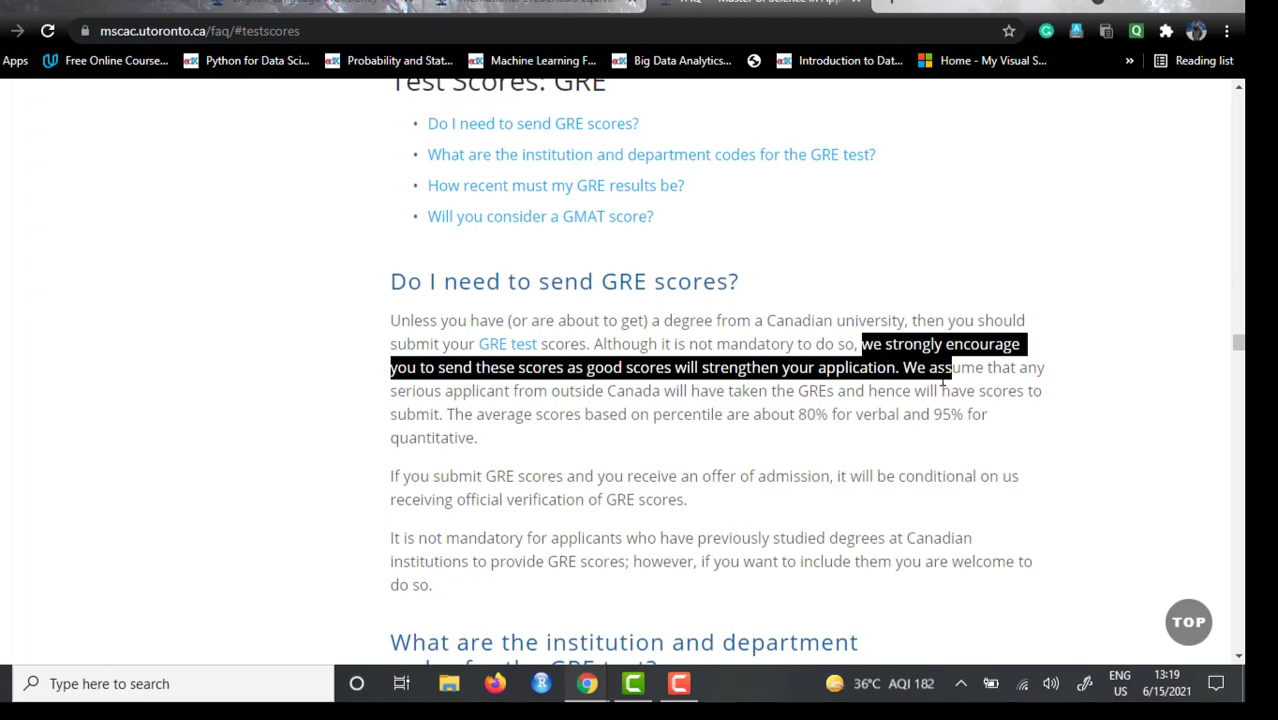 mscac.utoronto.ca/faq/#testscores
Apps
Free Online Course...
Python for Data Sci...
Probability and Stat...
Machine Learning F...
Big Data Analytics...
Introduction to Dat...
Home - My Visual S...
»
Reading list
Test Scores: GRE
• Do I need to send GRE scores?
• What are the institution and department codes for the GRE test?
• How recent must my GRE results be?
• Will you consider a GMAT score?
Do I need to send GRE scores?
Unless you have (or are about to get) a degree from a Canadian university, then you should
submit your GRE test scores. Although it is not mandatory to do so, we strongly encourage
you to send these scores as good scores will strengthen your application. We assume that any
serious applicant from outside Canada will have taken the GREs and hence will have scores to
submit. The average scores based on percentile are about 80% for verbal and 95% for
quantitative.
If you submit GRE scores and you receive an offer of admission, it will be conditional on us
receiving official verification of GRE scores.
It is not mandatory for applicants who have previously studied degrees at Canadian
institutions to provide GRE scores; however, if you want to include them you are welcome to
do so.
TOP
What are the institution and department
codes for the GRE test?
Type here to search
36°C AQI 182
ENG
US
13:19
6/15/2021